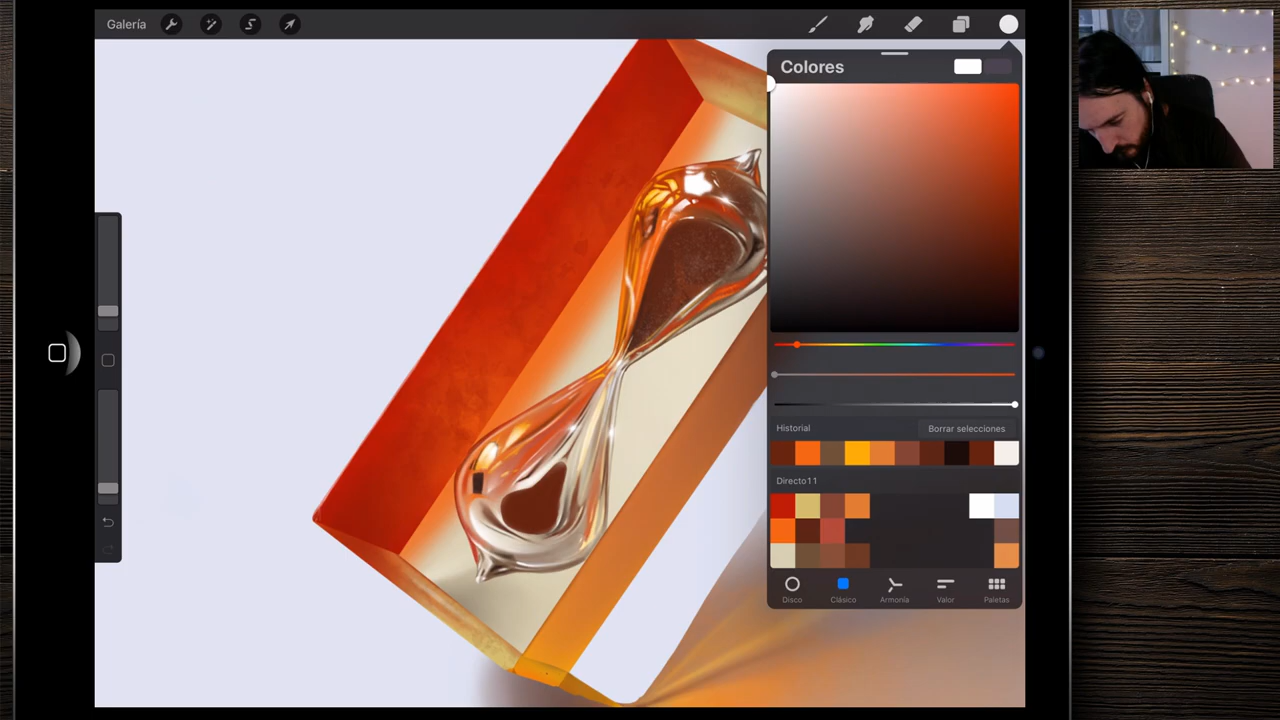 Galería
Colores
Historial
Borrar selecciones
Directo11
Disco
Clásico
Armonía
Valor
Paletas